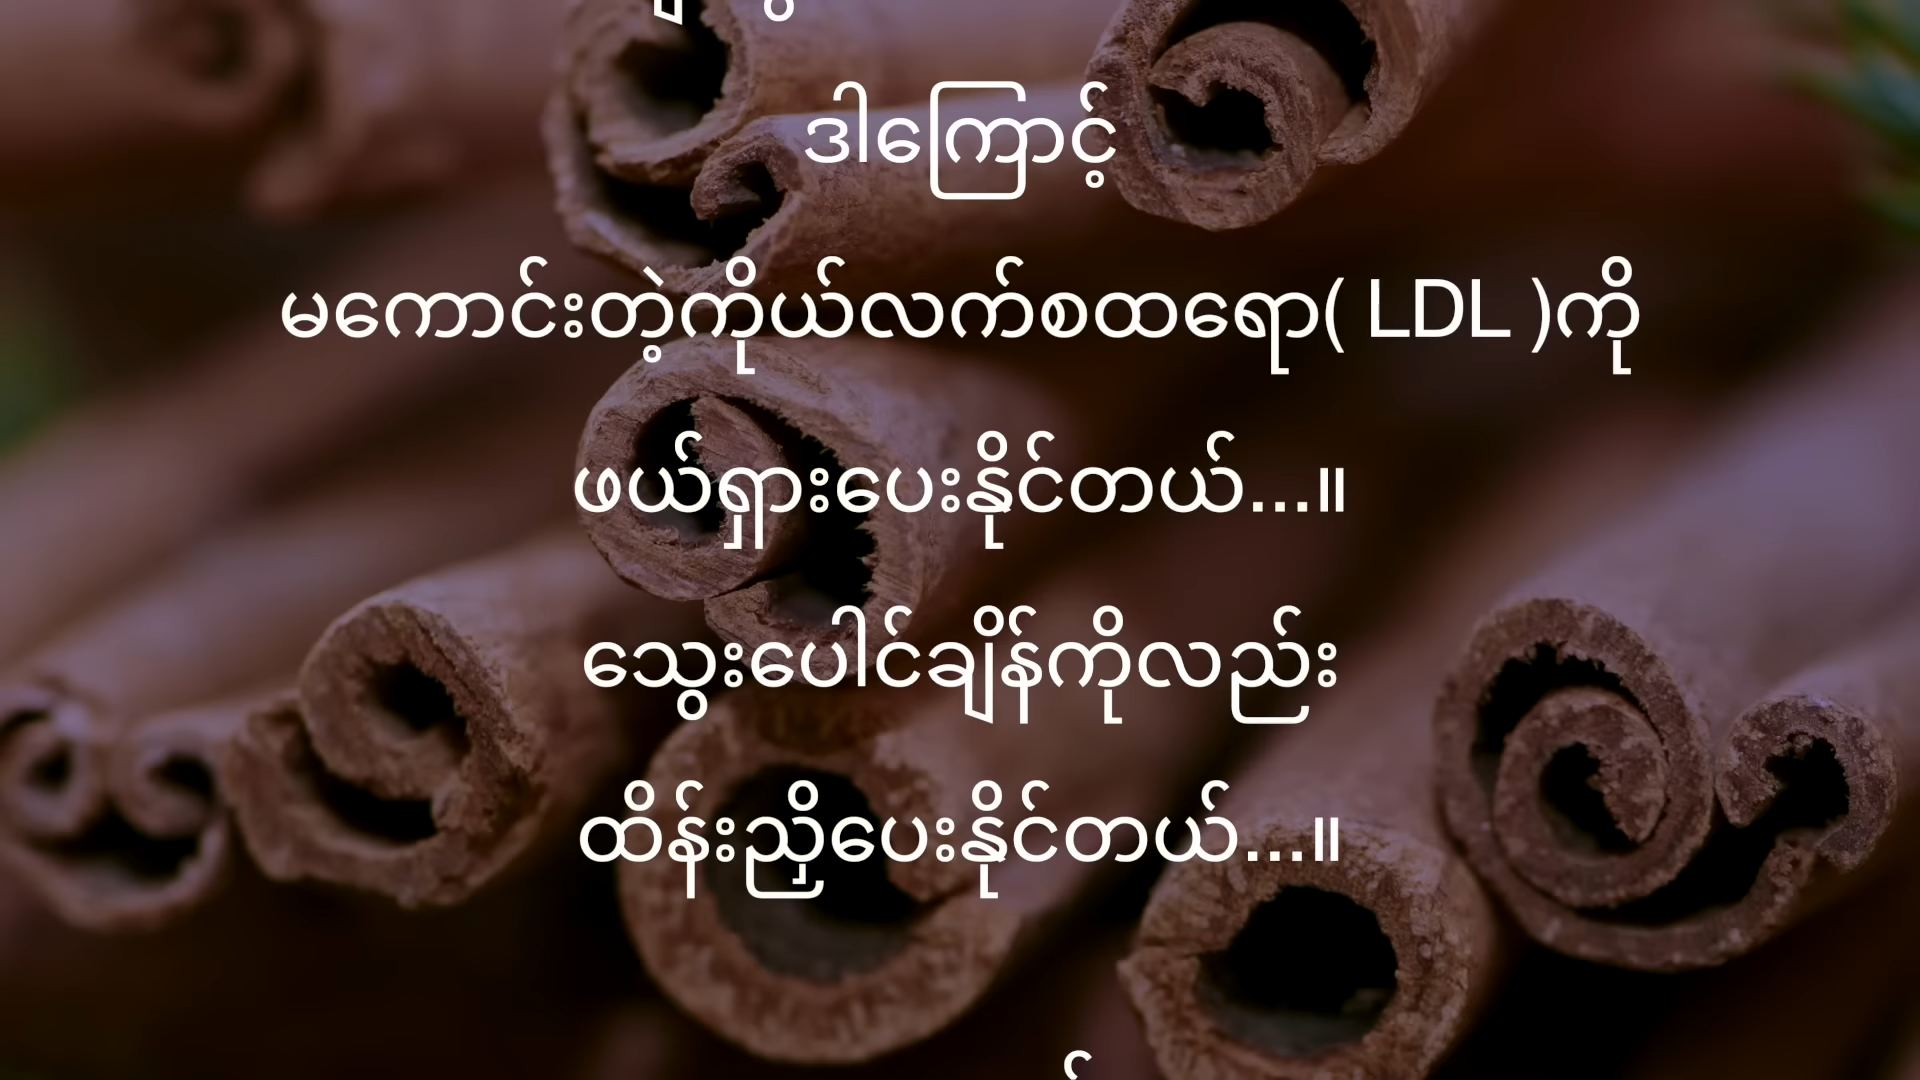 ဒါကြောင့်
မကောင်းတဲ့ကိုယ်လက်စထရော( LDL )ကို
ဖယ်ရှားပေးနိုင်တယ်...။
သွေးပေါင်ချိန်ကိုလည်း
ထိန်းညှိပေးနိုင်တယ်...။